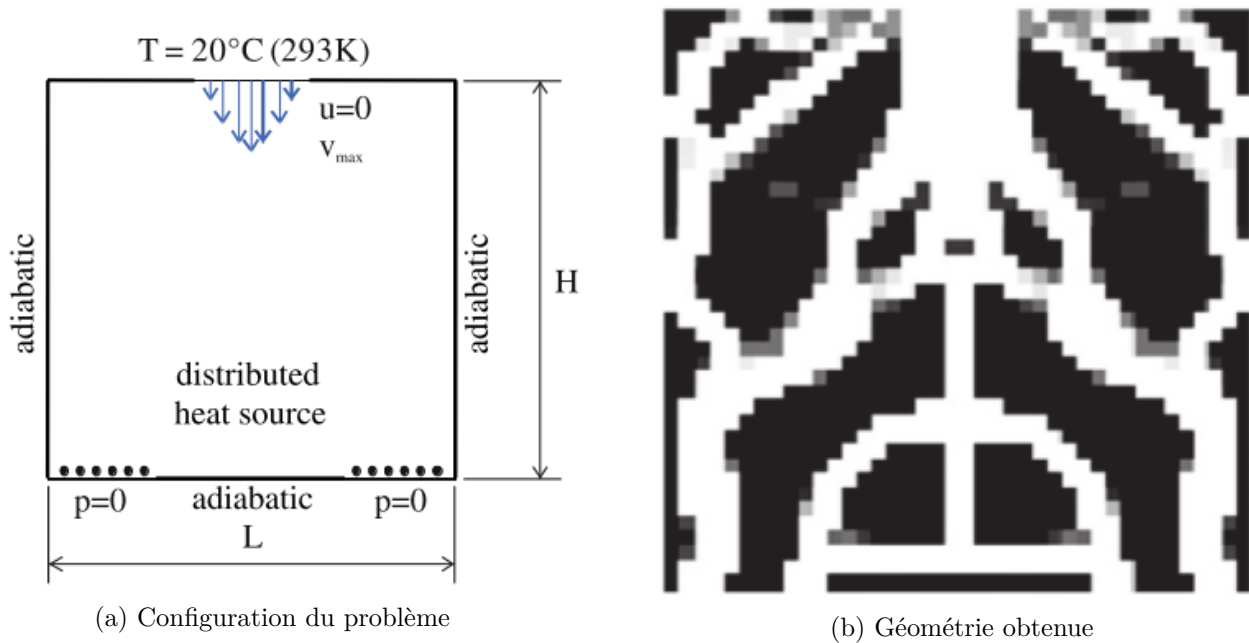 T = 20°C (293K)
u=0
v_max
adiabatic
adiabatic
H
distributed
heat source
p=0
adiabatic
p=0
L
(a) Configuration du problème
(b) Géométrie obtenue